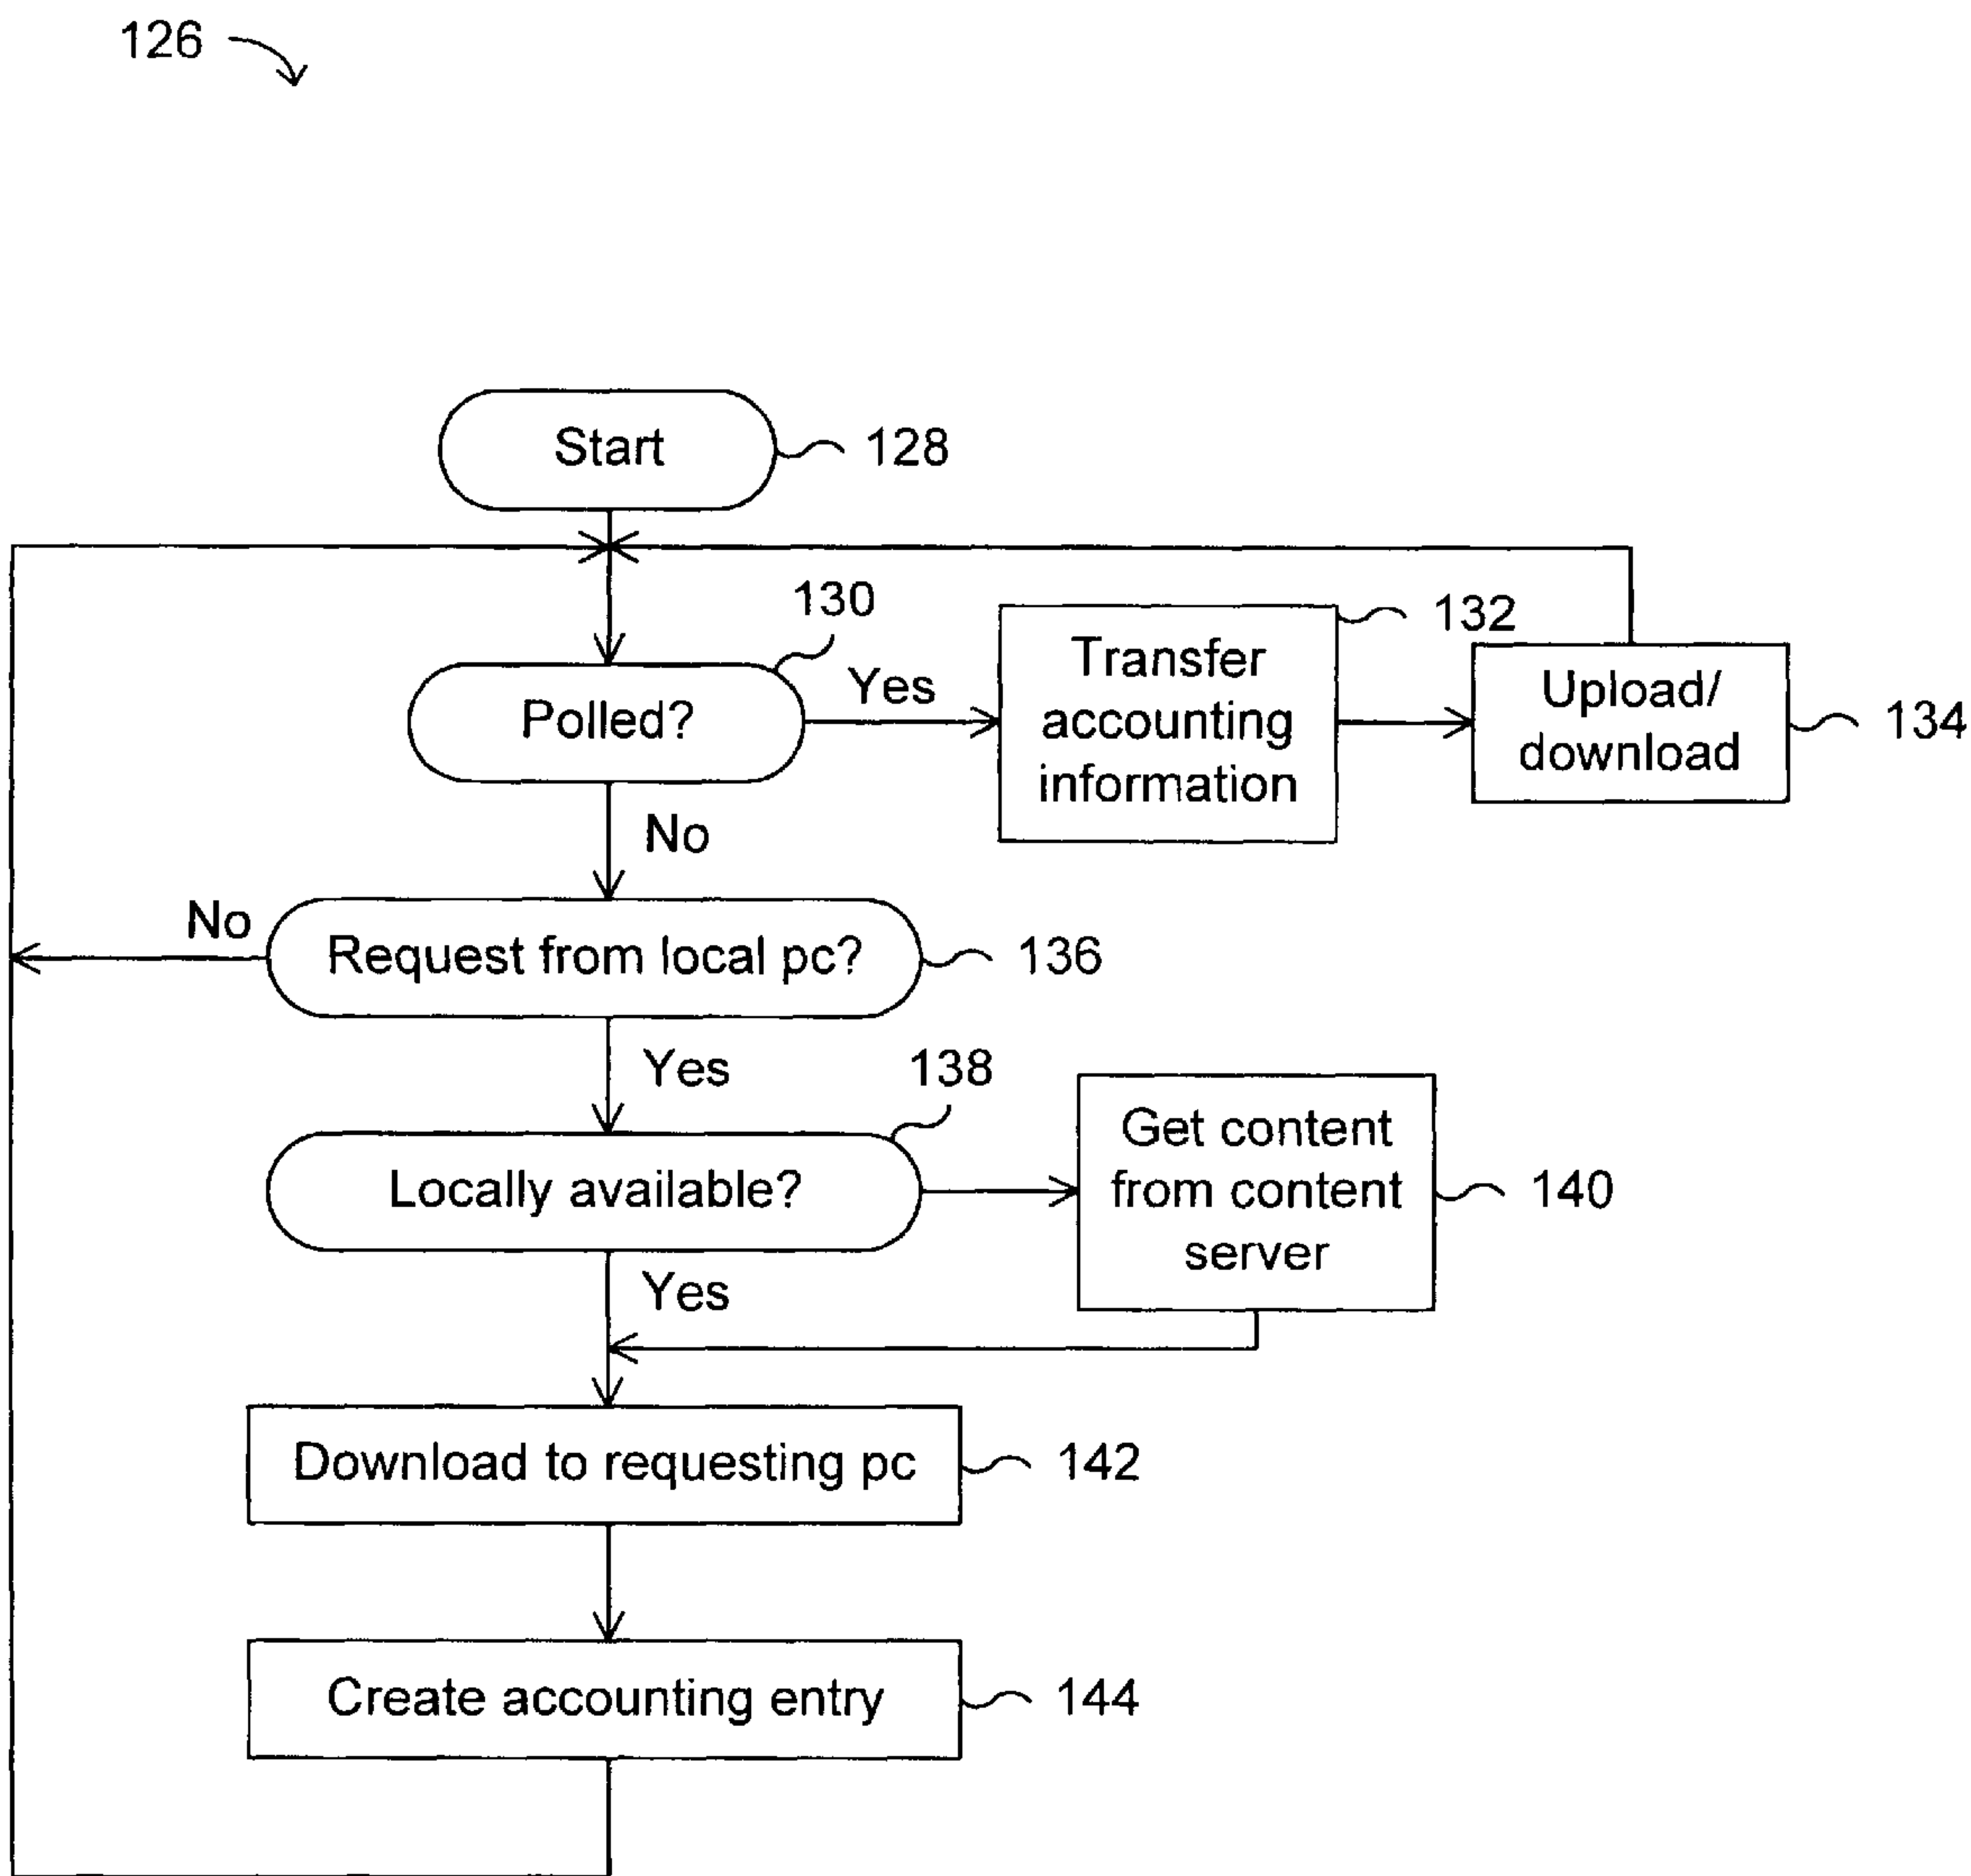 126
Start
128
130
Polled?
Yes
Transfer
accounting
information
132
Upload/
download
134
No
No
Request from local pc?
136
Yes
138
Locally available?
Get content
from content
server
140
Yes
Download to requesting pc
142
Create accounting entry
144